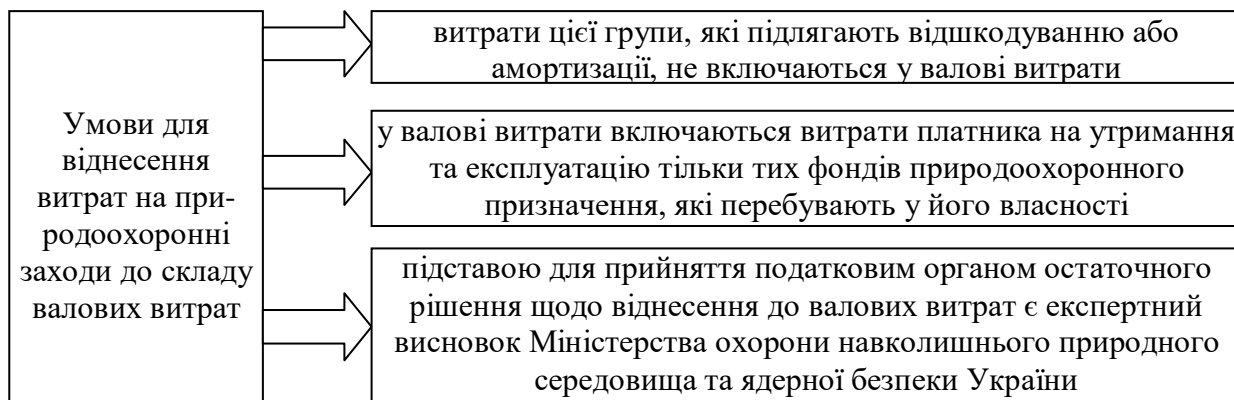 Умови для
віднесення
витрат на при-
родоохоронні
заходи до складу
валових витрат
витрати цієї групи, які підлягають відшкодуванню або
амортизації, не включаються у валові витрати
у валові витрати включаються витрати платника на утримання
та експлуатацію тільки тих фондів природоохоронного
призначення, які перебувають у його власності
підставою для прийняття податковим органом остаточного
рішення щодо віднесення до валових витрат є експертний
висновок Міністерства охорони навколишнього природного
середовища та ядерної безпеки України